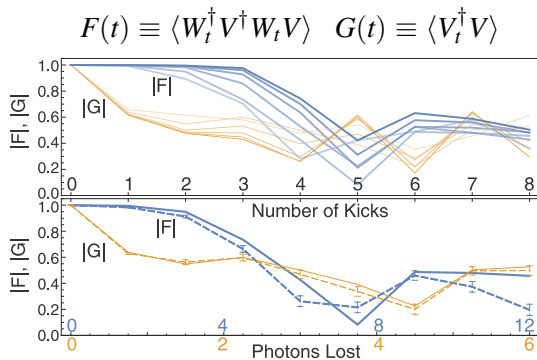 F(t) ≡ ⟨W_t^† V^† W_t V⟩ G(t) ≡ ⟨V_t^† V⟩
1.0
0.8
0.6
0.4
0.2
0.0
|F|, |G|
|F|
|G|
0 1 2 3 4 5 6 7 8
Number of Kicks
1.0
0.8
0.6
0.4
0.2
0.0
|F|, |G|
|F|
|G|
0 4 8 12
0 2 4 6
Photons Lost